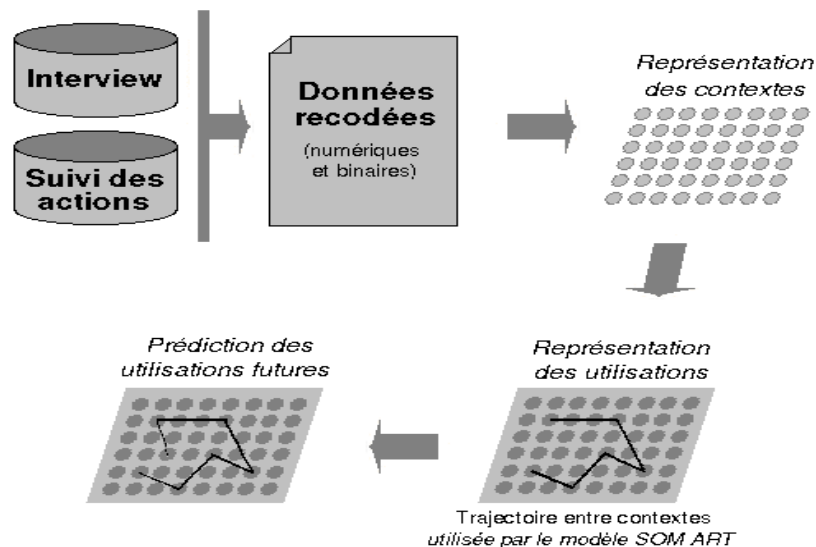 Interview
Suivi des
actions
Données
recodées
(numériques
et binaires)
Représentation
des contextes
Prédiction des
utilisations futures
Représentation
des utilisations
Trajectoire entre contextes
utilisée par le modèle SOM ART